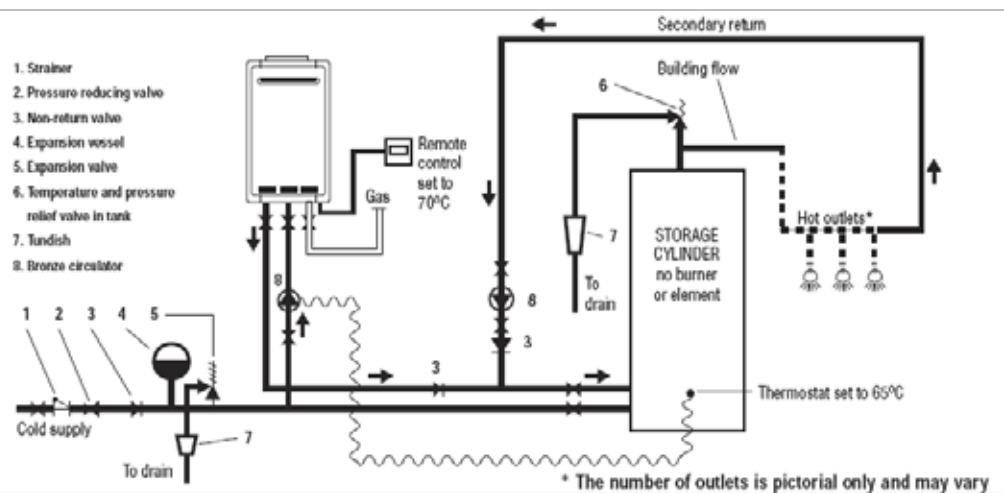 Secondary return
1. Strainer
2. Pressure reducing valve
3. Non-return valve
4. Expansion vessel
5. Expansion valve
6. Temperature and pressure
relief valve in tank
7. Tundish
8. Bronze circulator
Building flow
6
Remote
control
set to
70ºC
Gas
7
To
drain
STORAGE
CYLINDER
no burner
or element
Hot outlets*
8
8
3
1
2
3
4
5
3
Thermostat set to 65ºC
Cold supply
7
To drain
* The number of outlets is pictorial only and may vary